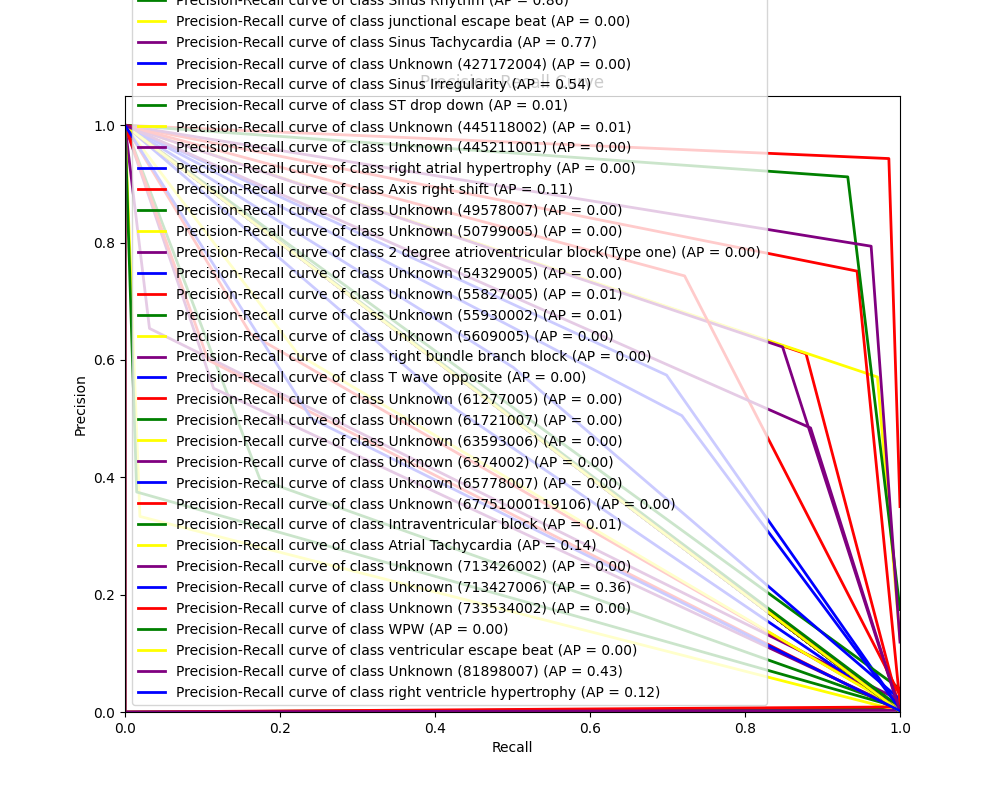 Precision-Recall curve of class Sinus Rhythm (AP = 0.86)
Precision-Recall curve of class junctional escape beat (AP = 0.00)
Precision-Recall curve of class Sinus Tachycardia (AP = 0.77)
Precision-Recall curve of class Unknown (427172004) (AP = 0.00)
Precision-Recall Curve
Precision-Recall curve of class Sinus Irregularity (AP = 0.54)
Precision-Recall curve of class ST drop down (AP = 0.01)
Precision-Recall curve of class Unknown (445118002) (AP = 0.01)
Precision-Recall curve of class Unknown (445211001) (AP = 0.00)
Precision-Recall curve of class right atrial hypertrophy (AP = 0.00)
Precision-Recall curve of class Axis right shift (AP = 0.11)
Precision-Recall curve of class Unknown (49578007) (AP = 0.00)
Precision-Recall curve of class Unknown (50799005) (AP = 0.00)
Precision-Recall curve of class 2 degree atrioventricular block(Type one) (AP = 0.00)
Precision-Recall curve of class Unknown (54329005) (AP = 0.00)
Precision-Recall curve of class Unknown (55827005) (AP = 0.01)
Precision-Recall curve of class Unknown (55930002) (AP = 0.01)
Precision-Recall curve of class Unknown (5609005) (AP = 0.00)
Precision-Recall curve of class right bundle branch block (AP = 0.00)
Precision-Recall curve of class T wave opposite (AP = 0.00)
Precision-Recall curve of class Unknown (61277005) (AP = 0.00)
Precision-Recall curve of class Unknown (61721007) (AP = 0.00)
Precision-Recall curve of class Unknown (63593006) (AP = 0.00)
Precision-Recall curve of class Unknown (6374002) (AP = 0.00)
Precision-Recall curve of class Unknown (65778007) (AP = 0.00)
Precision-Recall curve of class Unknown (67751000119106) (AP = 0.00)
Precision-Recall curve of class Intraventricular block (AP = 0.01)
Precision-Recall curve of class Atrial Tachycardia (AP = 0.14)
Precision-Recall curve of class Unknown (713426002) (AP = 0.00)
Precision-Recall curve of class Unknown (713427006) (AP = 0.36)
Precision-Recall curve of class Unknown (733534002) (AP = 0.00)
Precision-Recall curve of class WPW (AP = 0.00)
Precision-Recall curve of class ventricular escape beat (AP = 0.00)
Precision-Recall curve of class Unknown (81898007) (AP = 0.43)
Precision-Recall curve of class right ventricle hypertrophy (AP = 0.12)
1.0
0.8
0.6
0.4
0.2
0.0
Precision
0.0 0.2 0.4 0.6 0.8 1.0
Recall